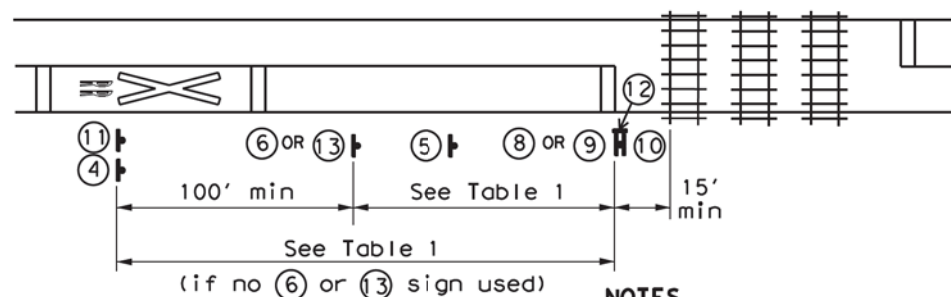 ⑫
⑪ ⑥ OR ⑬ ⑤ ⑧ OR ⑨ ⑩
④
100' min See Table 1 15' min
See Table 1
(if no ⑥ or ⑬ sign used)
NOTES